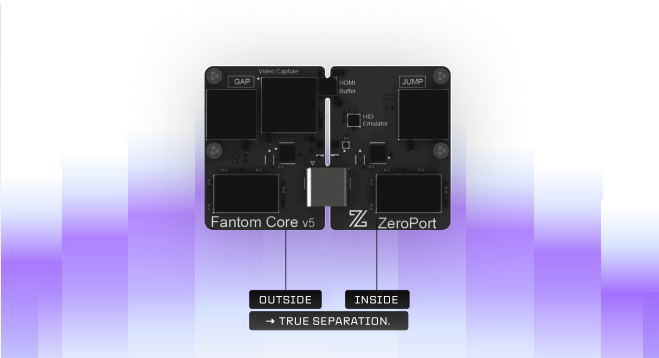 Video Capture
GAP
HDMI
Buffer
JUMP
HID
Emulator
Fantom Core v5
ZeroPort
OUTSIDE
INSIDE
→ TRUE SEPARATION.